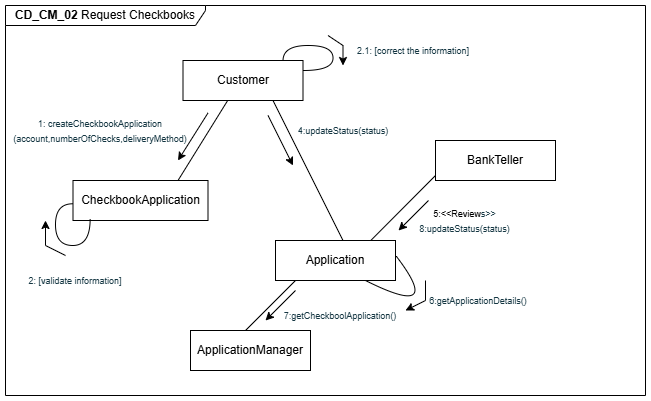 CD_CM_02 Request Checkbooks
2.1: [correct the information]
Customer
1: createCheckbookApplication
(account,numberOfChecks,deliveryMethod)
4:updateStatus(status)
BankTeller
CheckbookApplication
5:<<Reviews>>
8:updateStatus(status)
Application
2: [validate information]
6:getApplicationDetails()
7:getCheckboolApplication()
ApplicationManager